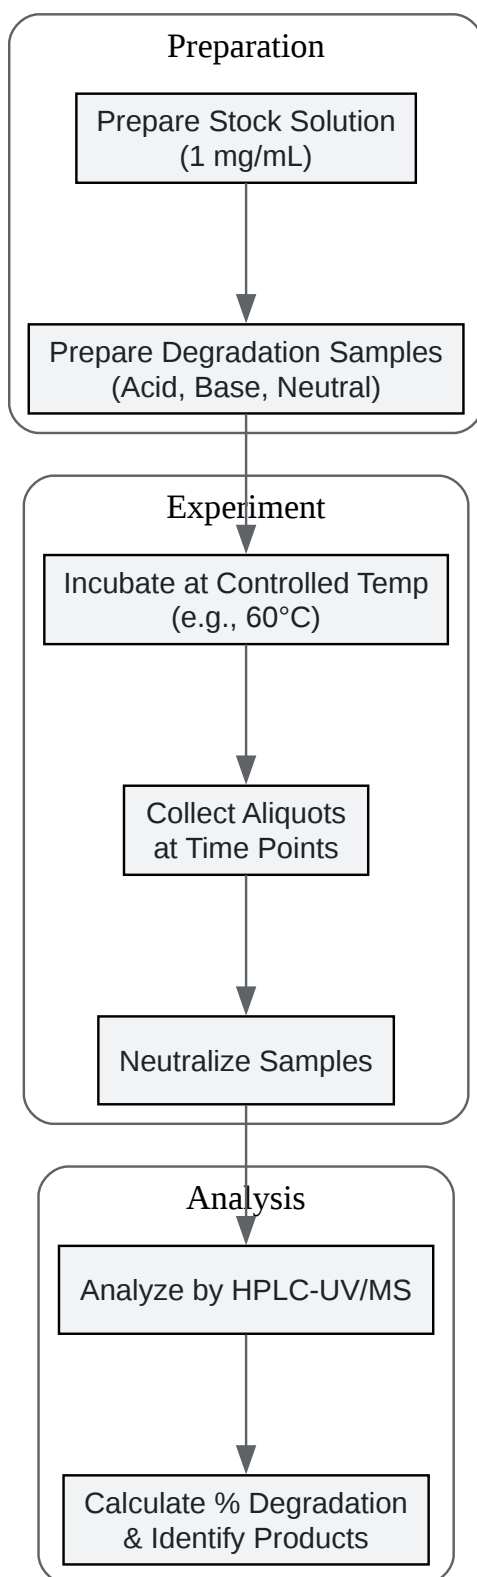 Preparation
Prepare Stock Solution
(1 mg/mL)
Prepare Degradation Samples
(Acid, Base, Neutral)
Experiment
Incubate at Controlled Temp
(e.g., 60°C)
Collect Aliquots
at Time Points
Neutralize Samples
Analysis
Analyze by HPLC-UV/MS
Calculate % Degradation
& Identify Products